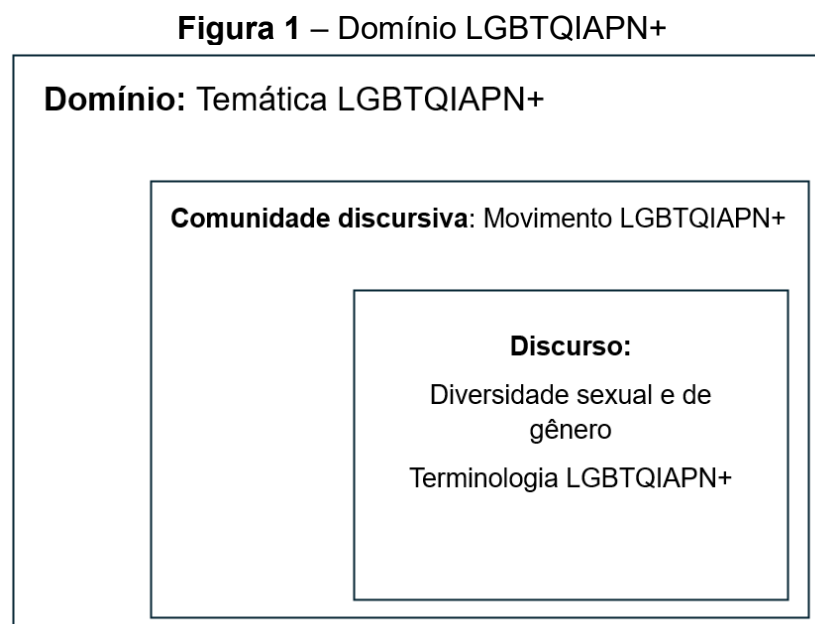 Figura 1 – Domínio LGBTQIAPN+
Domínio: Temática LGBTQIAPN+
Comunidade discursiva: Movimento LGBTQIAPN+
Discurso:
Diversidade sexual e de
gênero
Terminologia LGBTQIAPN+